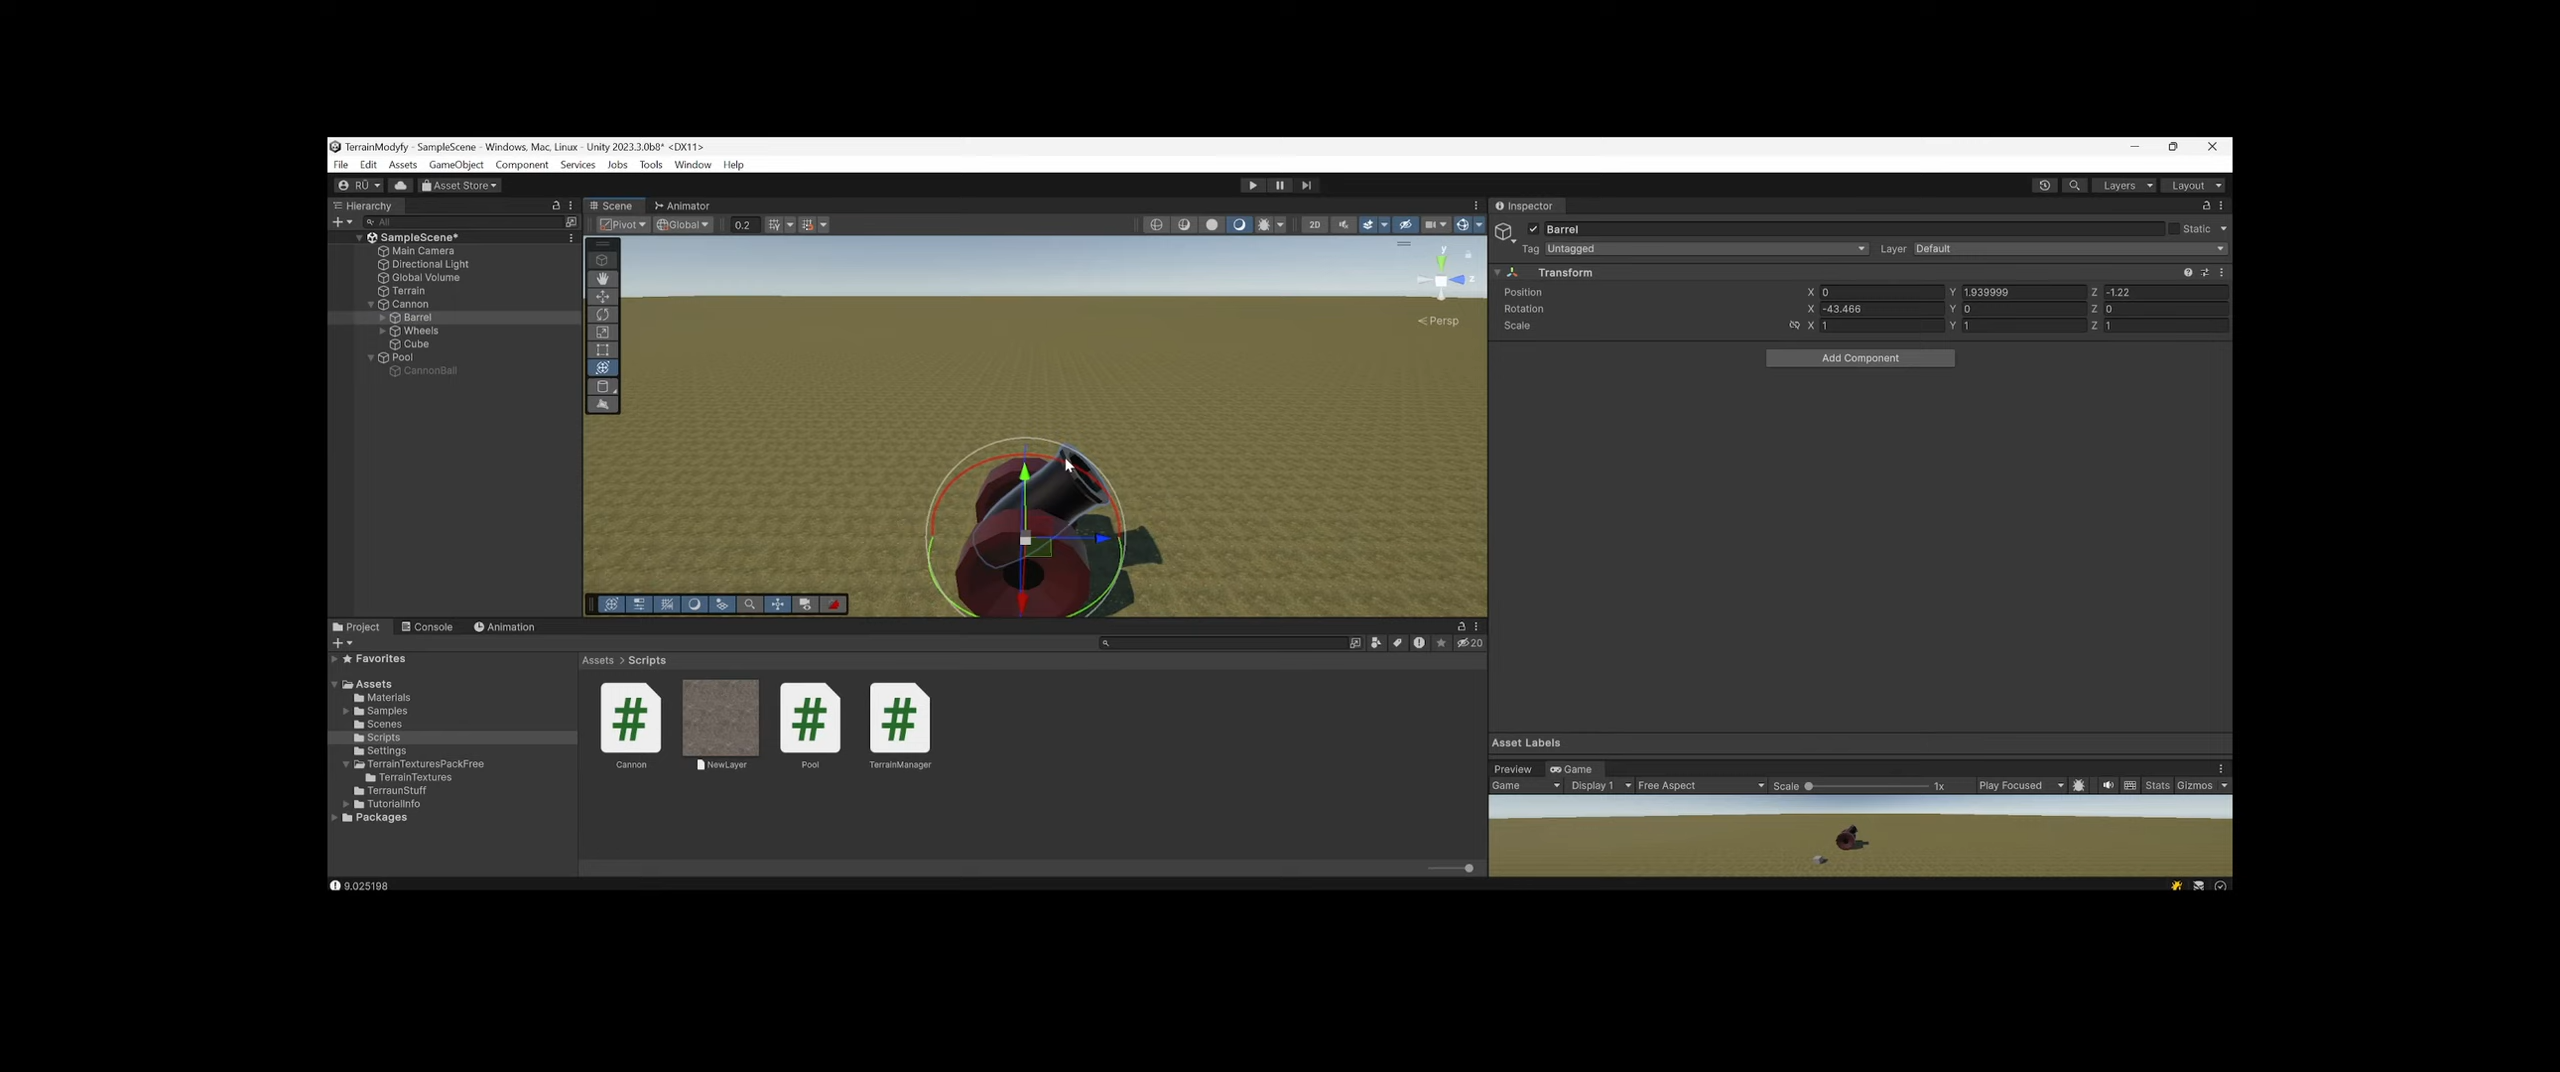 TerrainModyfy - SampleScene - Windows, Mac, Linux - Unity 2023.3.0b8* <DX11>
File Edit Assets GameObject Component Services Jobs Tools Window Help
RÜ Asset Store Layers Layout
Hierarchy
All
SampleScene*
Main Camera
Directional Light
Global Volume
Terrain
Cannon
Barrel
Wheels
Cube
Pool
CannonBall
Scene Animator
Pivot Global 0.2 2D
y
z
Persp
Inspector
Barrel Static
Tag Untagged Layer Default
Transform
Position X 0 Y 1.939999 Z -1.22
Rotation X -43.466 Y 0 Z 0
Scale X 1 Y 1 Z 1
Add Component
Asset Labels
Preview Game
Game Display 1 Free Aspect Scale 1x Play Focused Stats Gizmos
Project Console Animation
20
Favorites
Assets
Materials
Samples
Scenes
Scripts
Settings
TerrainTexturesPackFree
TerrainTextures
TerraunStuff
TutorialInfo
Packages
Assets > Scripts
# # #
Cannon NewLayer Pool TerrainManager
9.025198